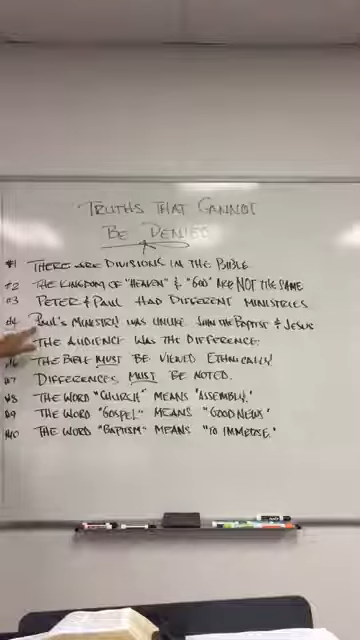 TRUTHS THAT CANNOT
BE DENIED
#1 THERE ARE DIVISIONS IN THE BIBLE
#2 THE KINGDOM OF "HEAVEN" & "GOD" ARE NOT THE SAME
#3 PETER & PAUL HAD DIFFERENT MINISTRIES
#4 PAUL'S MINISTRY WAS UNLIKE JOHN THE BAPTIST & JESUS
THE AUDIENCE WAS THE DIFFERENCE.
#6 THE BIBLE MUST BE VIEWED ETHNICALLY!
#7 DIFFERENCES MUST BE NOTED.
#8 THE WORD "CHURCH" MEANS "ASSEMBLY."
#9 THE WORD "GOSPEL" MEANS "GOOD NEWS."
#10 THE WORD "BAPTISM" MEANS "TO IMMERSE."